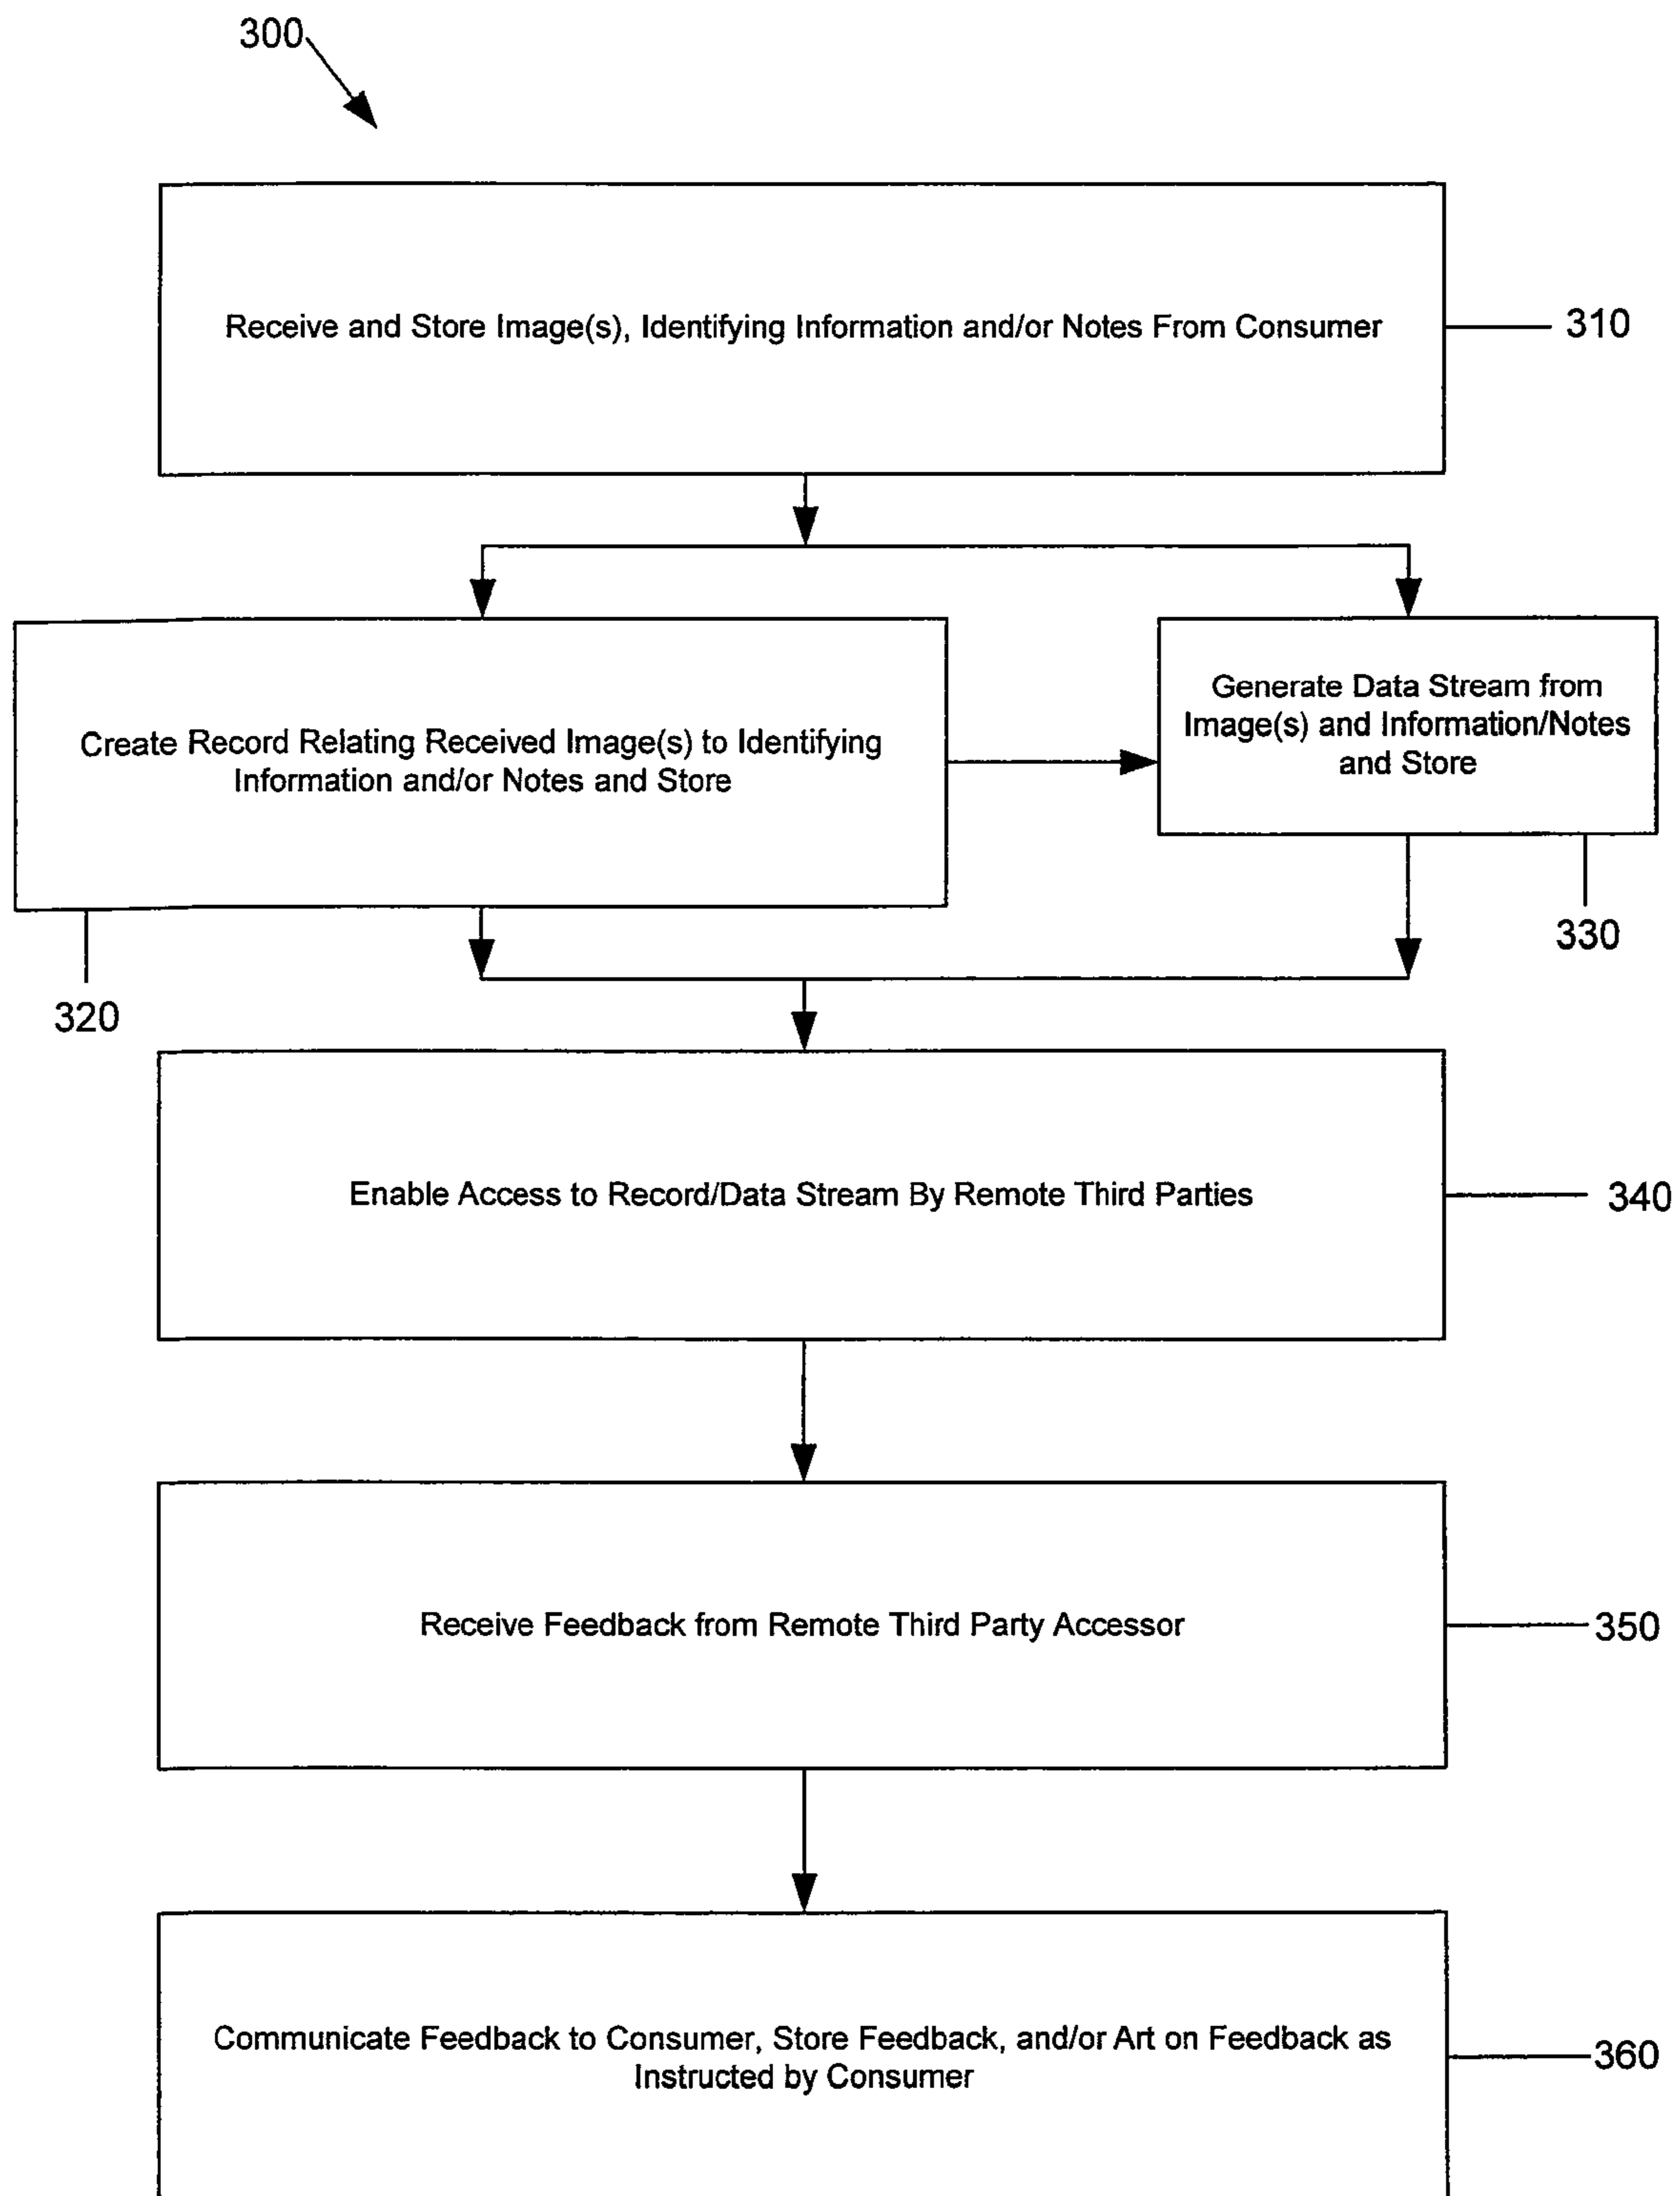 300
Receive and Store Image(s), Identifying Information and/or Notes From Consumer
310
Create Record Relating Received Image(s) to Identifying
Information and/or Notes and Store
Generate Data Stream from
Image(s) and Information/Notes
and Store
330
320
Enable Access to Record/Data Stream By Remote Third Parties
340
Receive Feedback from Remote Third Party Accessor
350
Communicate Feedback to Consumer, Store Feedback, and/or Art on Feedback as
Instructed by Consumer
360